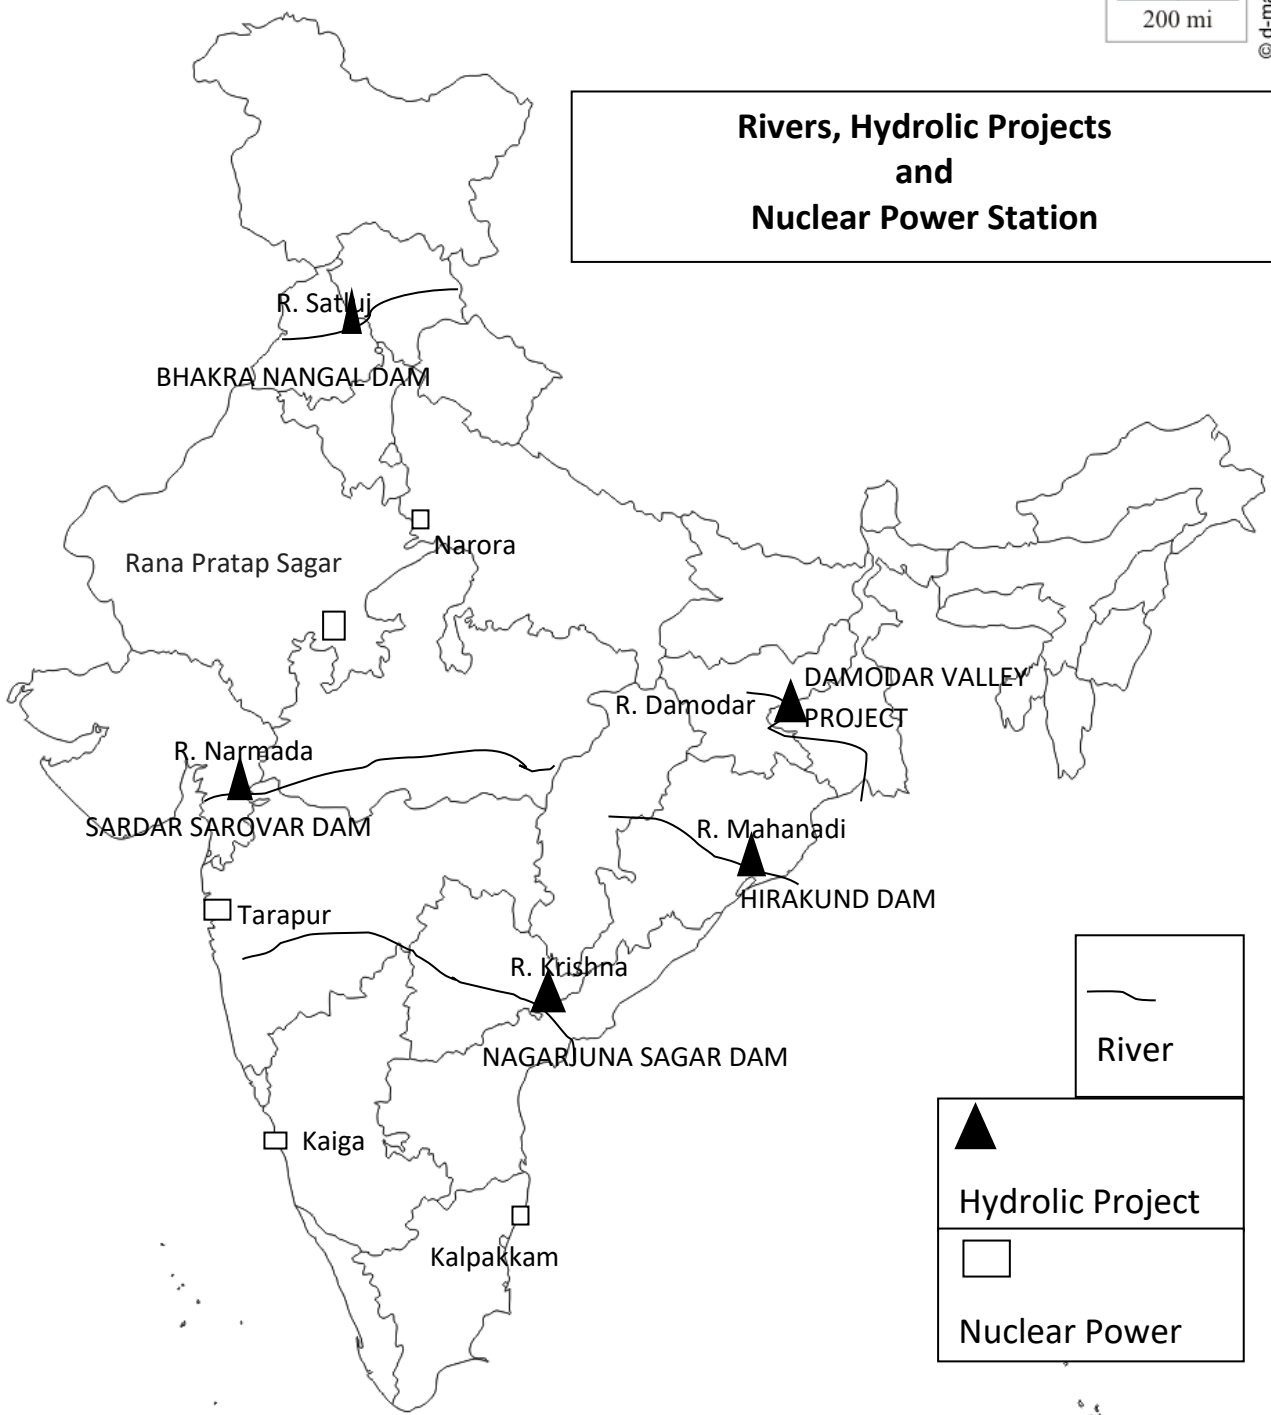 200 mi
© d-ma
Rivers, Hydrolic Projects
and
Nuclear Power Station
R. Satluj
BHAKRA NANGAL DAM
Narora
Rana Pratap Sagar
DAMODAR VALLEY
R. Damodar
PROJECT
R. Narmada
SARDAR SAROVAR DAM
R. Mahanadi
HIRAKUND DAM
Tarapur
R. Krishna
NAGARJUNA SAGAR DAM
River
Kaiga
Hydrolic Project
Kalpakkam
Nuclear Power